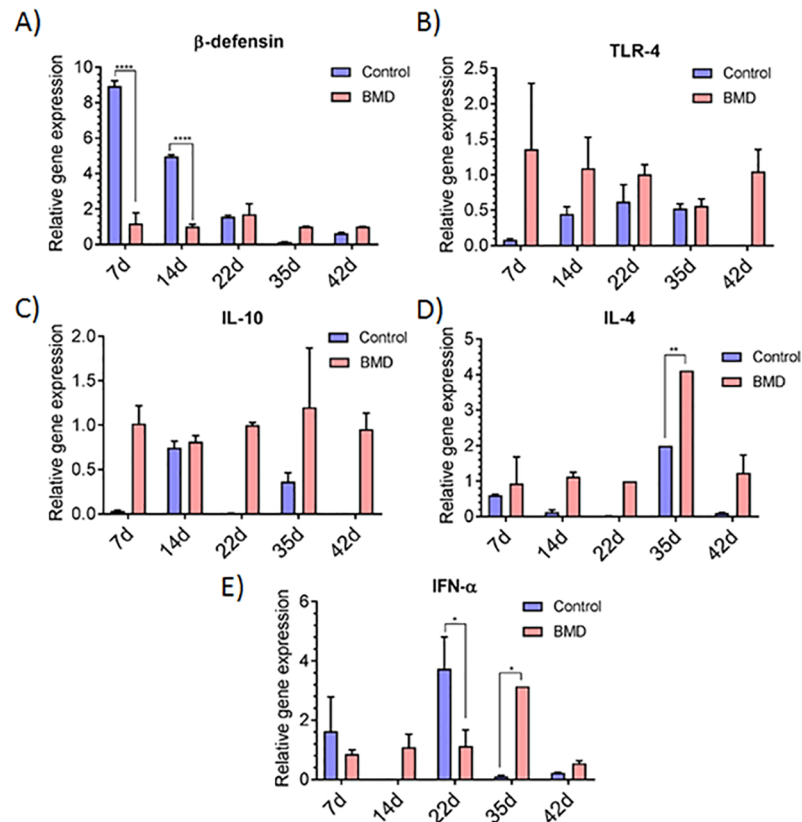 A)
β-defensin
Relative gene expression
10
8
6
4
2
0
****
****
Control
BMD
7d
14d
22d
35d
42d
B)
TLR-4
Relative gene expression
2.5
2.0
1.5
1.0
0.5
0.0
Control
BMD
7d
14d
22d
35d
42d
C)
IL-10
Relative gene expression
2.0
1.5
1.0
0.5
0.0
Control
BMD
7d
14d
22d
35d
42d
D)
IL-4
Relative gene expression
5
4
3
2
1
0
**
Control
BMD
7d
14d
22d
35d
42d
E)
IFN-α
Relative gene expression
6
4
2
0
*
*
Control
BMD
7d
14d
22d
35d
42d